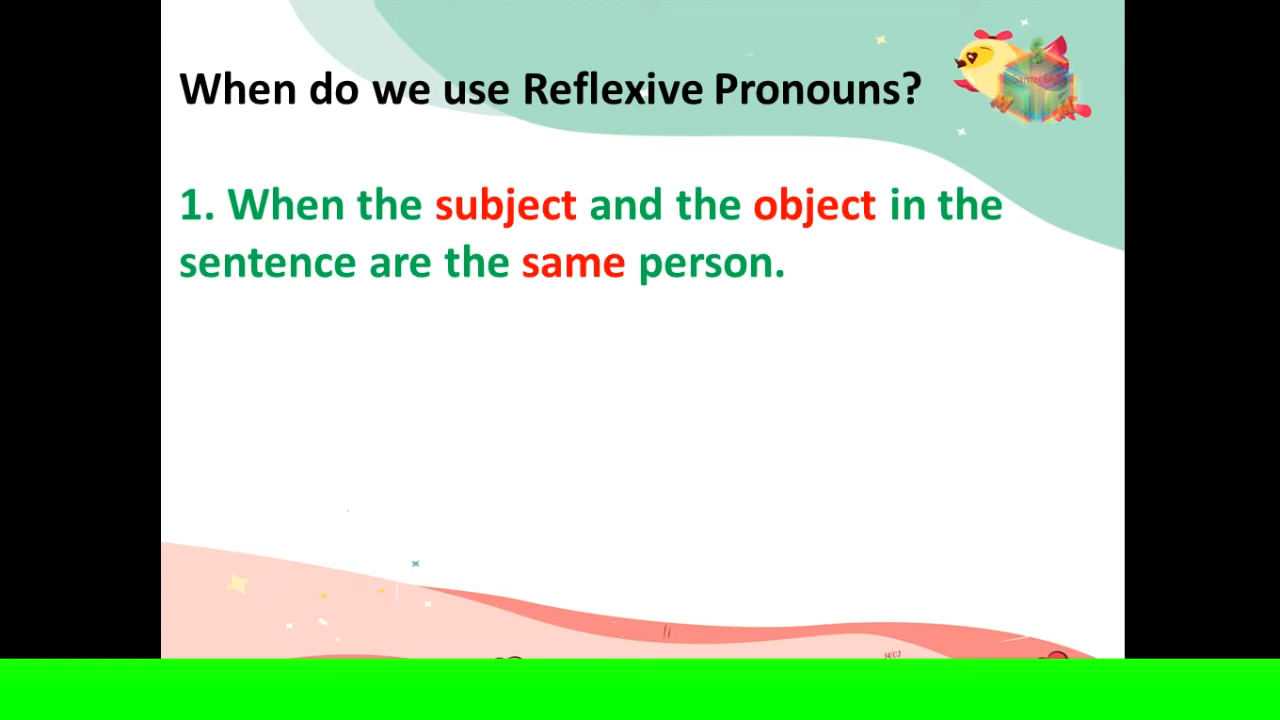 When do we use Reflexive Pronouns?
1. When the subject and the object in the
sentence are the same person.